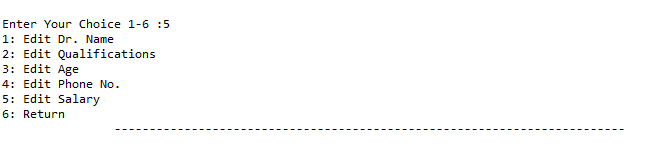 Enter Your Choice 1-6 :5
1: Edit Dr. Name
2: Edit Qualifications
3: Edit Age
4: Edit Phone No.
5: Edit Salary
6: Return
-------------------------------------------------------------------------